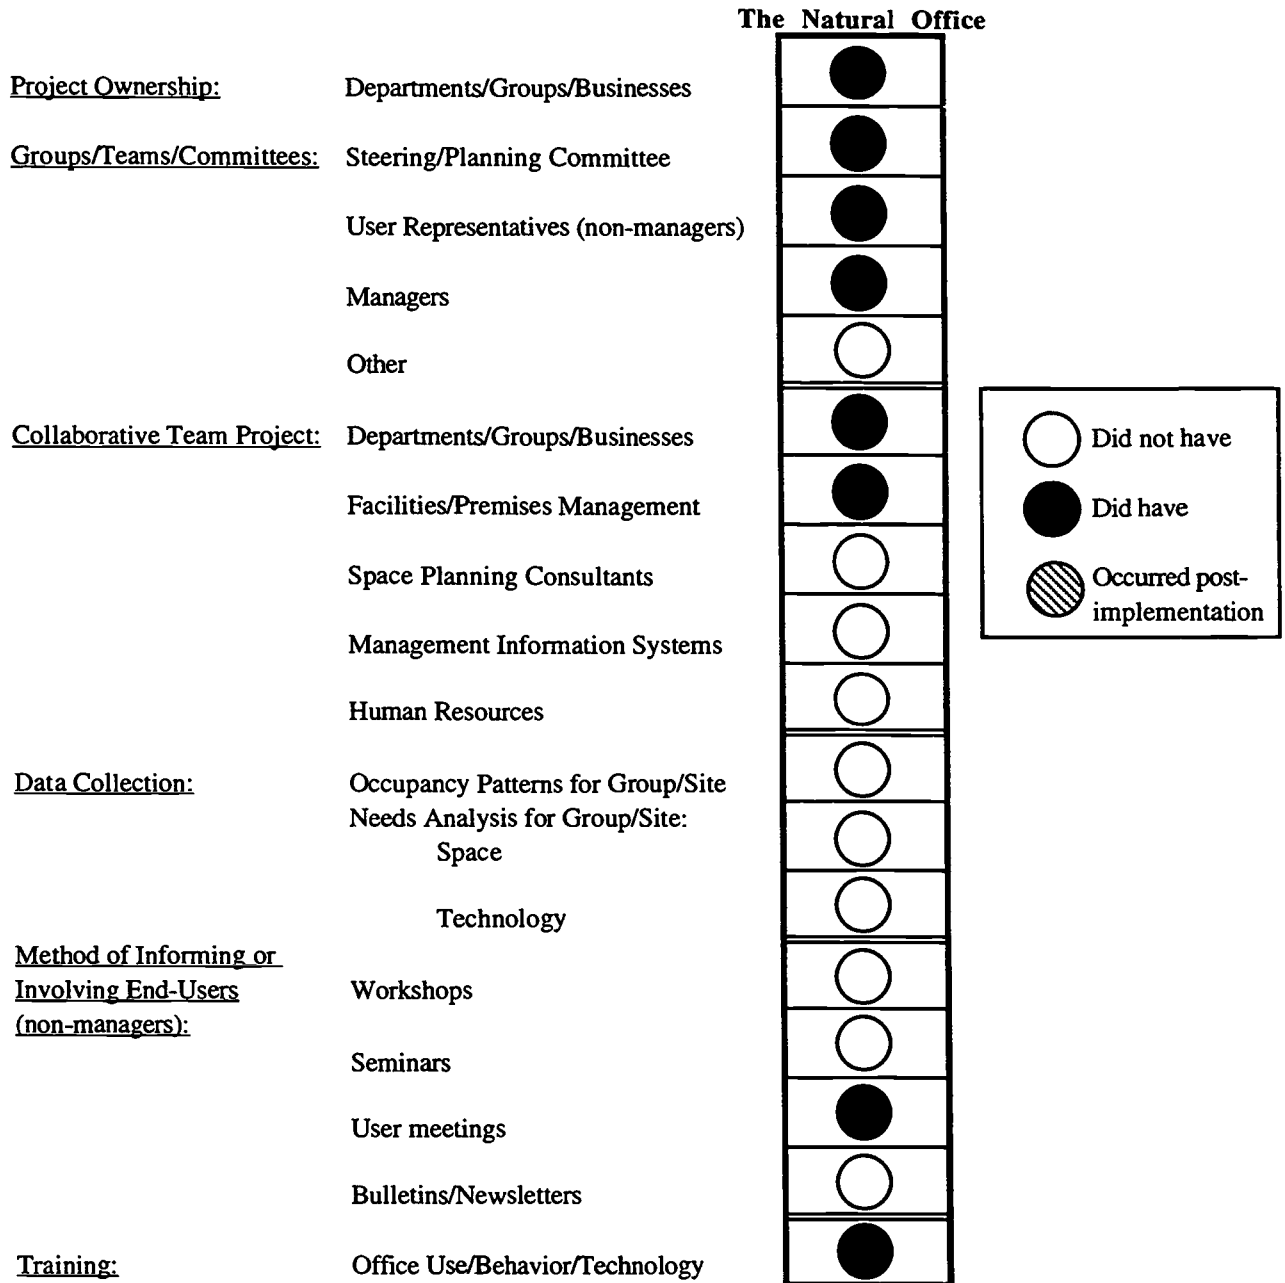 The Natural Office
Project Ownership: Departments/Groups/Businesses
Groups/Teams/Committees: Steering/Planning Committee
User Representatives (non-managers)
Managers
Other
Collaborative Team Project: Departments/Groups/Businesses
Facilities/Premises Management
Space Planning Consultants
Management Information Systems
Human Resources
Data Collection: Occupancy Patterns for Group/Site
Needs Analysis for Group/Site:
Space
Technology
Method of Informing or
Involving End-Users Workshops
(non-managers):
Seminars
User meetings
Bulletins/Newsletters
Training: Office Use/Behavior/Technology
Did not have
Did have
Occurred post-
implementation